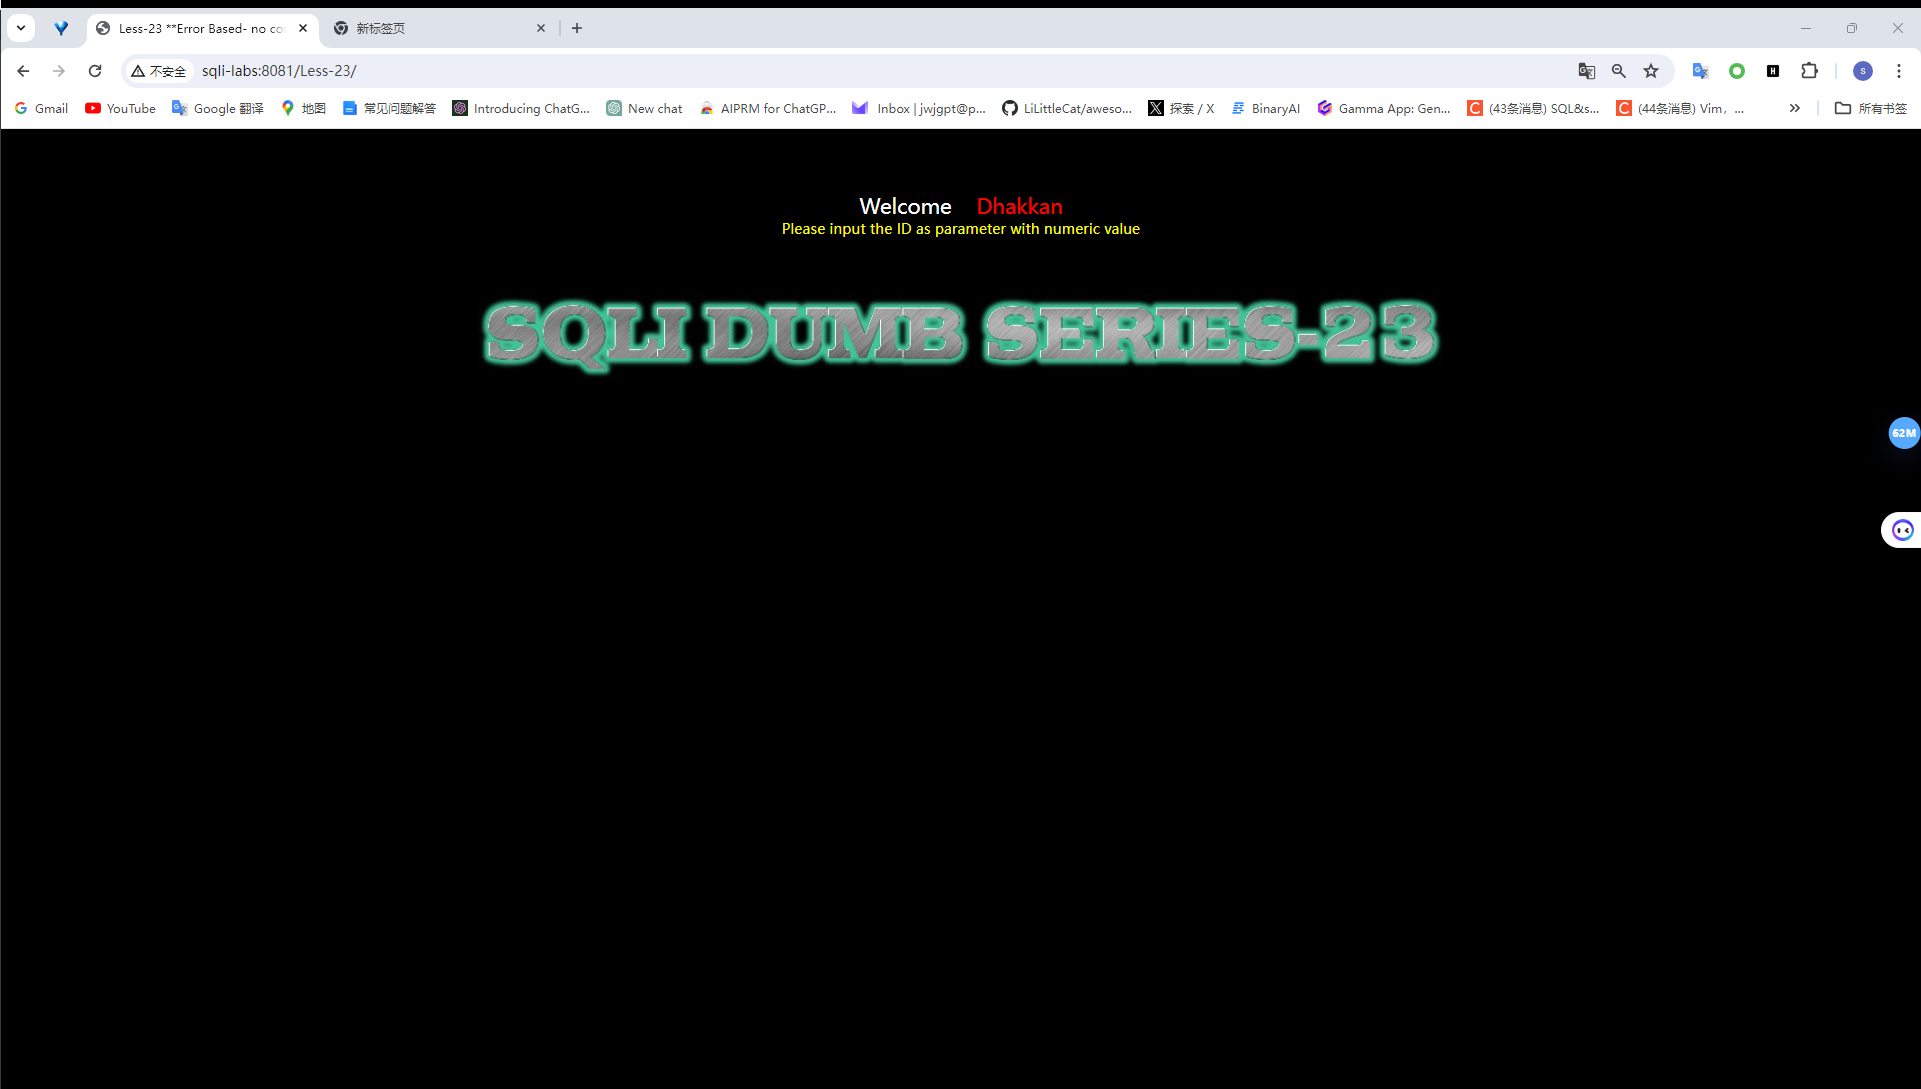 Less-23 **Error Based- no co
新标签页
不安全
sqli-labs:8081/Less-23/
S
Gmail
YouTube
Google 翻译
地图
常见问题解答
Introducing ChatG...
New chat
AIPRM for ChatGP...
Inbox | jwjgpt@p...
LiLittleCat/aweso...
探索 / X
BinaryAI
Gamma App: Gen...
(43条消息) SQL&s...
(44条消息) Vim，...
所有书签
Welcome Dhakkan
Please input the ID as parameter with numeric value
SQLI DUMB SERIES-23
62M